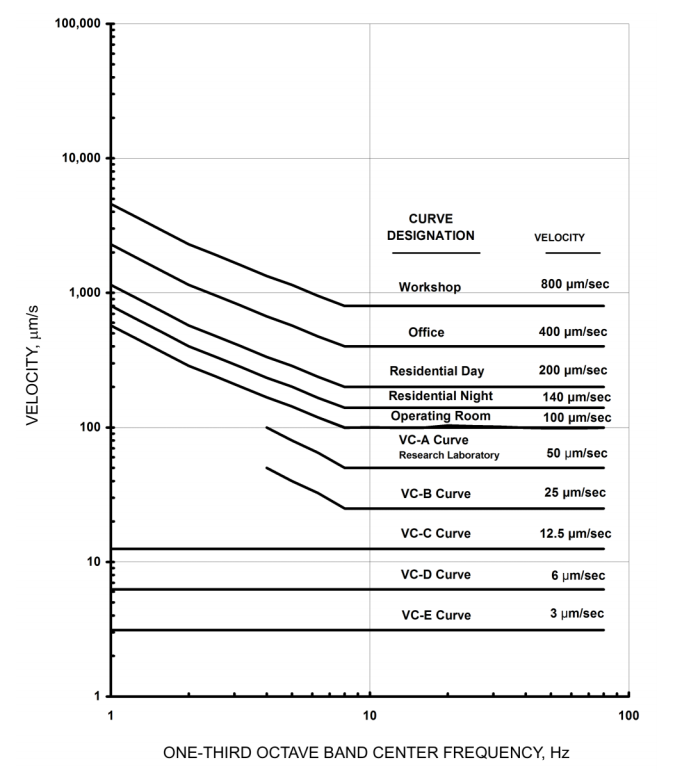 100,000
10,000
1,000
100
10
1
VELOCITY, μm/s
CURVE
DESIGNATION
VELOCITY
Workshop 800 μm/sec
Office 400 μm/sec
Residential Day 200 μm/sec
Residential Night 140 μm/sec
Operating Room 100 μm/sec
VC-A Curve
Research Laboratory 50 μm/sec
VC-B Curve 25 μm/sec
VC-C Curve 12.5 μm/sec
VC-D Curve 6 μm/sec
VC-E Curve 3 μm/sec
1 10 100
ONE-THIRD OCTAVE BAND CENTER FREQUENCY, Hz